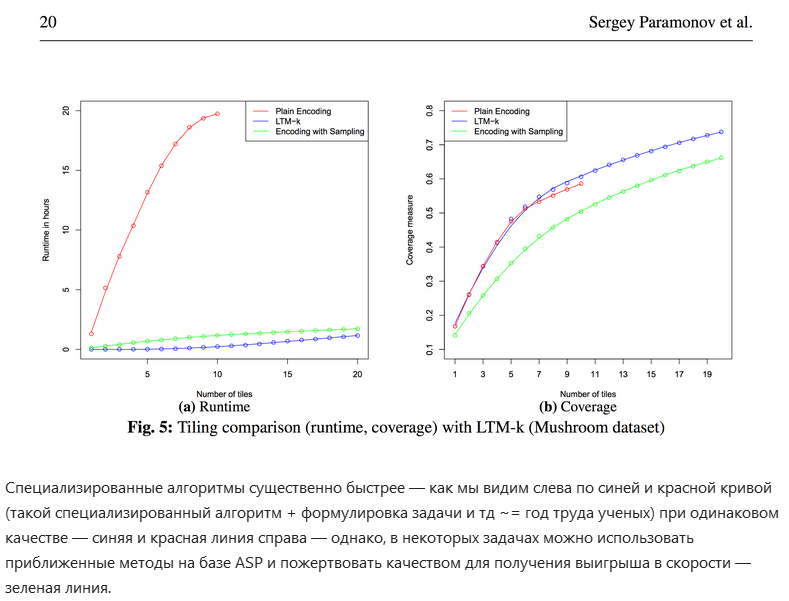 20
Sergey Paramonov et al.
Plain Encoding
LTM−k
Encoding with Sampling
Runtime in hours
0
5
10
15
20
5
10
15
20
Number of tiles
(a) Runtime
Plain Encoding
LTM−k
Encoding with Sampling
Coverage measure
0.1
0.2
0.3
0.4
0.5
0.6
0.7
0.8
1
3
5
7
9
11
13
15
17
19
Number of tiles
(b) Coverage
Fig. 5: Tiling comparison (runtime, coverage) with LTM-k (Mushroom dataset)
Специализированные алгоритмы существенно быстрее — как мы видим слева по синей и красной кривой
(такой специализированный алгоритм + формулировка задачи и тд ~= год труда ученых) при одинаковом
качестве — синяя и красная линия справа — однако, в некоторых задачах можно использовать
приближенные методы на базе ASP и пожертвовать качеством для получения выигрыша в скорости —
зеленая линия.